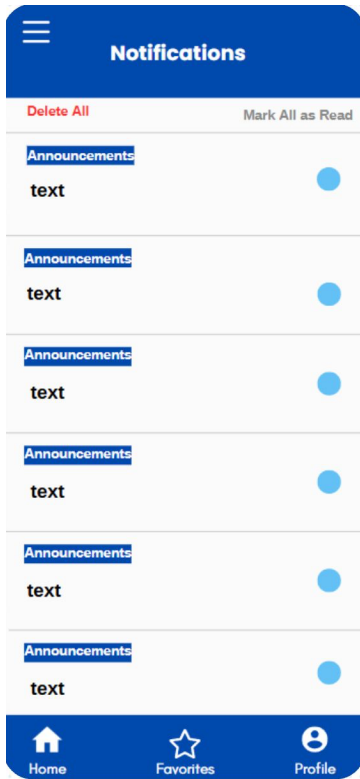 Notifications
Delete All Mark All as Read
Announcements
text
Announcements
text
Announcements
text
Announcements
text
Announcements
text
Announcements
text
Home Favorites Profile